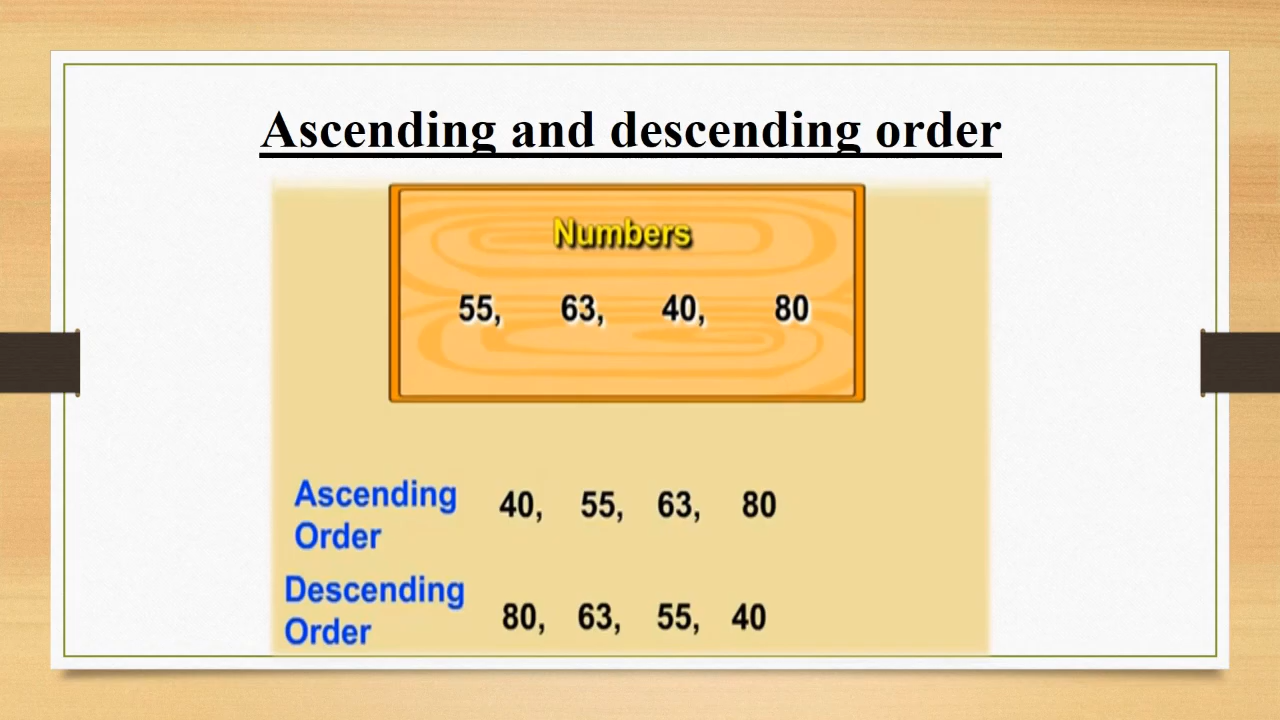 Ascending and descending order
Numbers
55, 63, 40, 80
Ascending 40, 55, 63, 80
Order
Descending
Order 80, 63, 55, 40